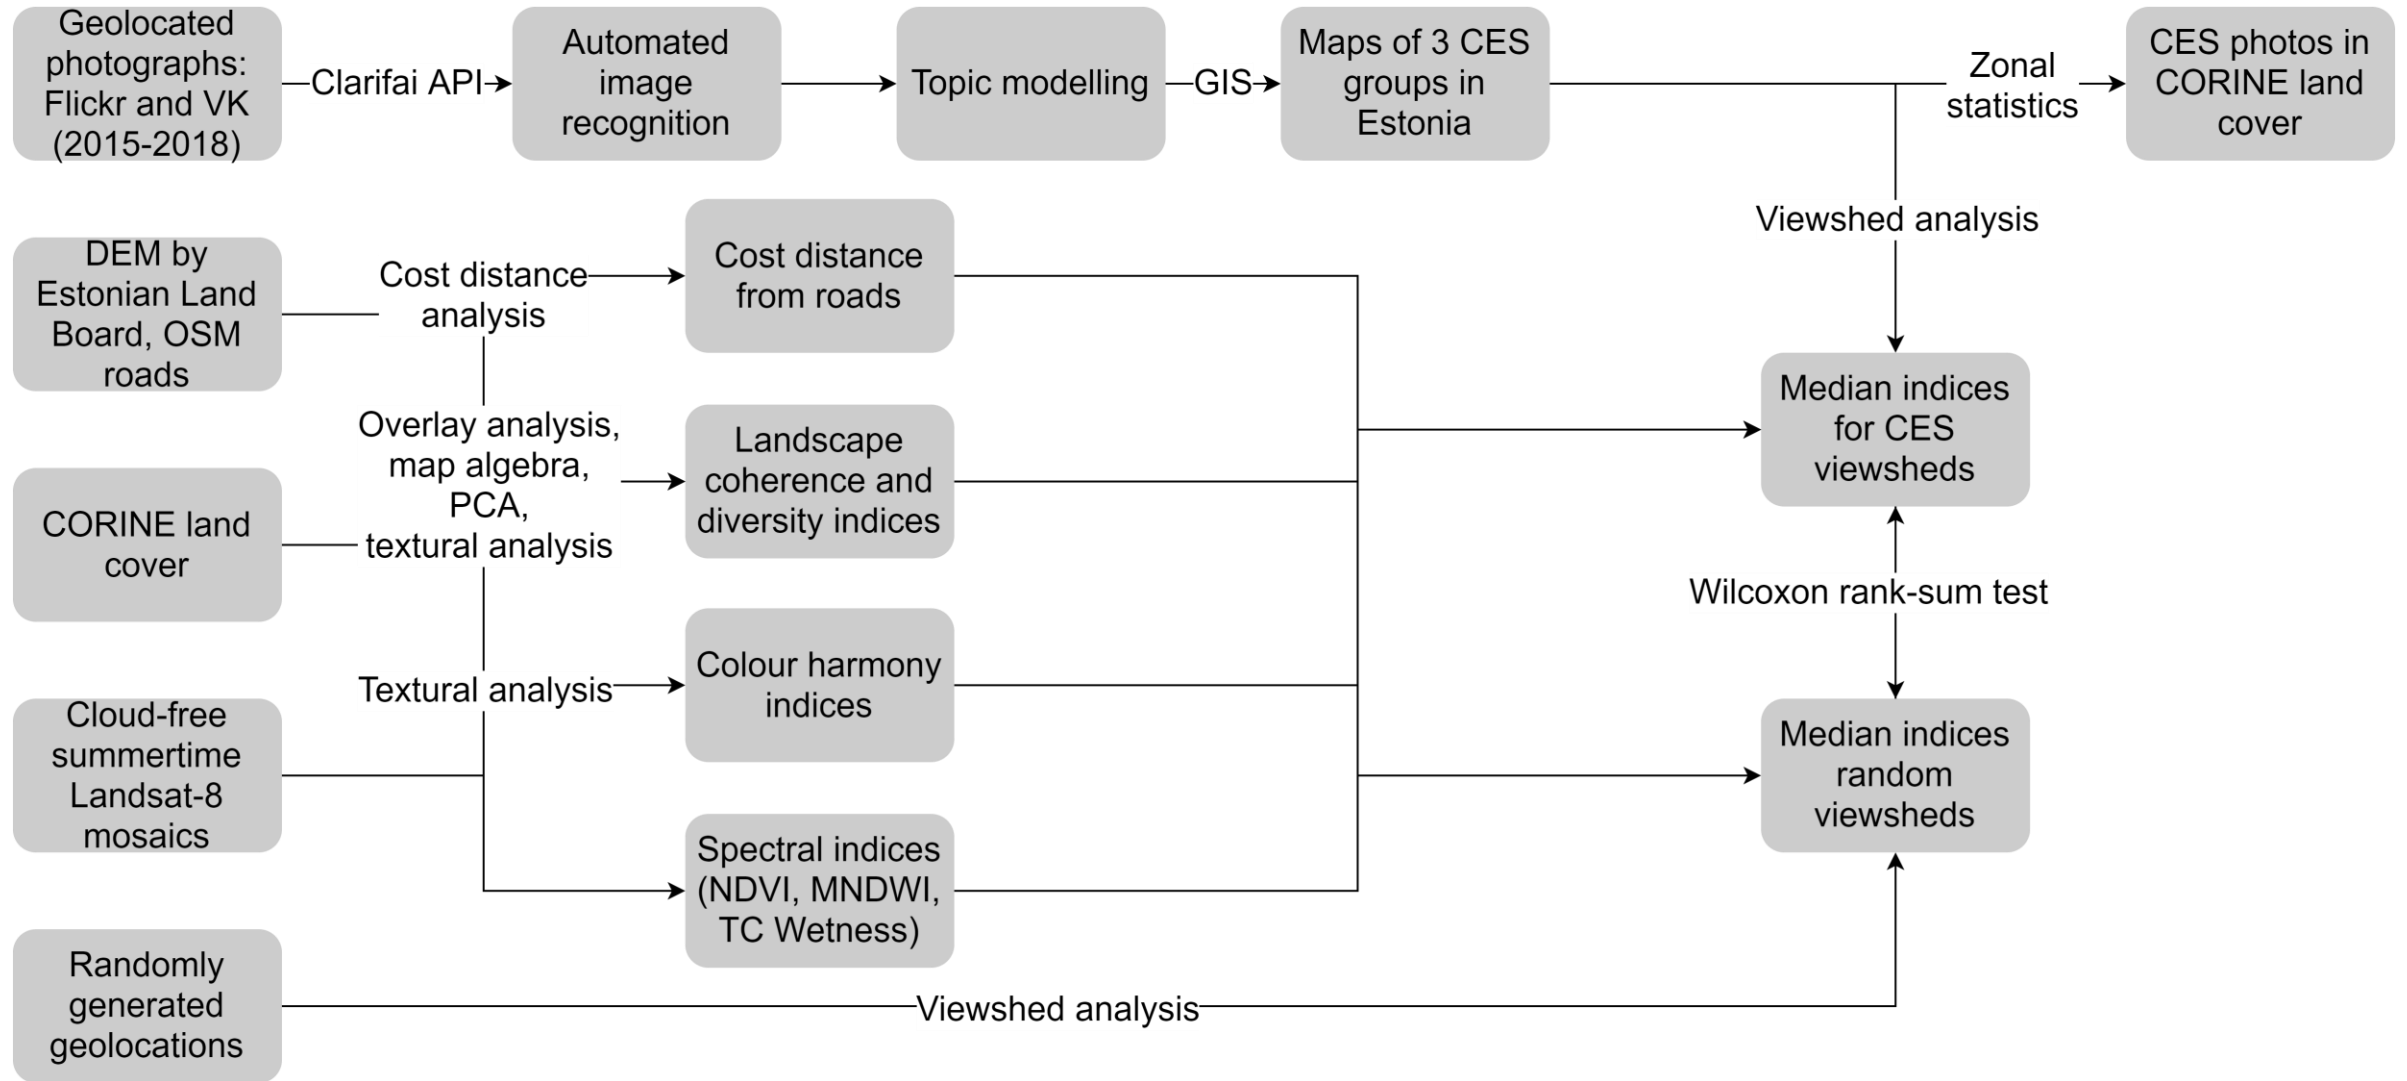 Geolocated
photographs:
Flickr and VK
(2015-2018)
Clarifai API
Automated
image
recognition
Topic modelling
GIS
Maps of 3 CES
groups in
Estonia
Zonal
statistics
CES photos in
CORINE land
cover
Viewshed analysis
DEM by
Estonian Land
Board, OSM
roads
Cost distance
analysis
Cost distance
from roads
Overlay analysis,
map algebra,
PCA,
textural analysis
Landscape
coherence and
diversity indices
Median indices
for CES
viewsheds
CORINE land
cover
Wilcoxon rank-sum test
Textural analysis
Colour harmony
indices
Cloud-free
summertime
Landsat-8
mosaics
Median indices
random
viewsheds
Spectral indices
(NDVI, MNDWI,
TC Wetness)
Randomly
generated
geolocations
Viewshed analysis